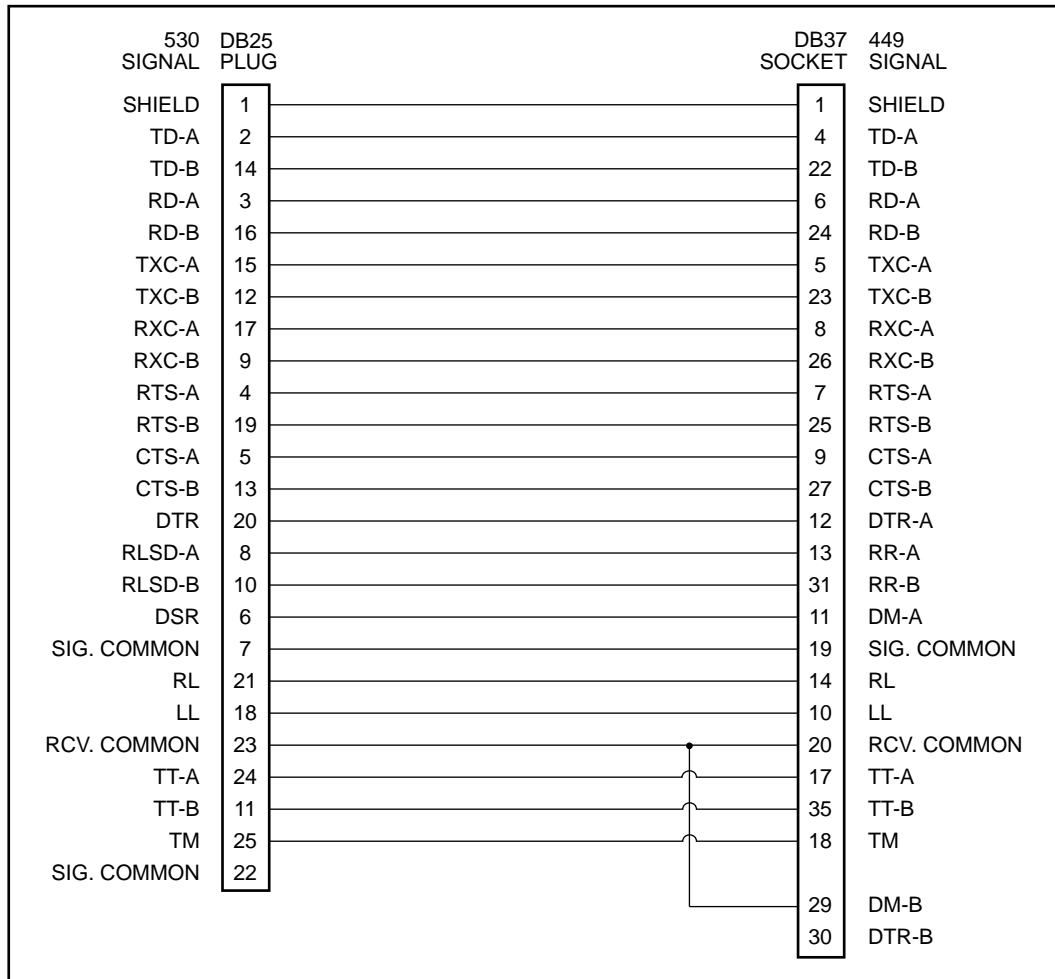 530 DB25 DB37 449
SIGNAL PLUG SOCKET SIGNAL
SHIELD 1 1 SHIELD
TD-A 2 4 TD-A
TD-B 14 22 TD-B
RD-A 3 6 RD-A
RD-B 16 24 RD-B
TXC-A 15 5 TXC-A
TXC-B 12 23 TXC-B
RXC-A 17 8 RXC-A
RXC-B 9 26 RXC-B
RTS-A 4 7 RTS-A
RTS-B 19 25 RTS-B
CTS-A 5 9 CTS-A
CTS-B 13 27 CTS-B
DTR 20 12 DTR-A
RLSD-A 8 13 RR-A
RLSD-B 10 31 RR-B
DSR 6 11 DM-A
SIG. COMMON 7 19 SIG. COMMON
RL 21 14 RL
LL 18 10 LL
RCV. COMMON 23 20 RCV. COMMON
TT-A 24 17 TT-A
TT-B 11 35 TT-B
TM 25 18 TM
SIG. COMMON 22
29 DM-B
30 DTR-B